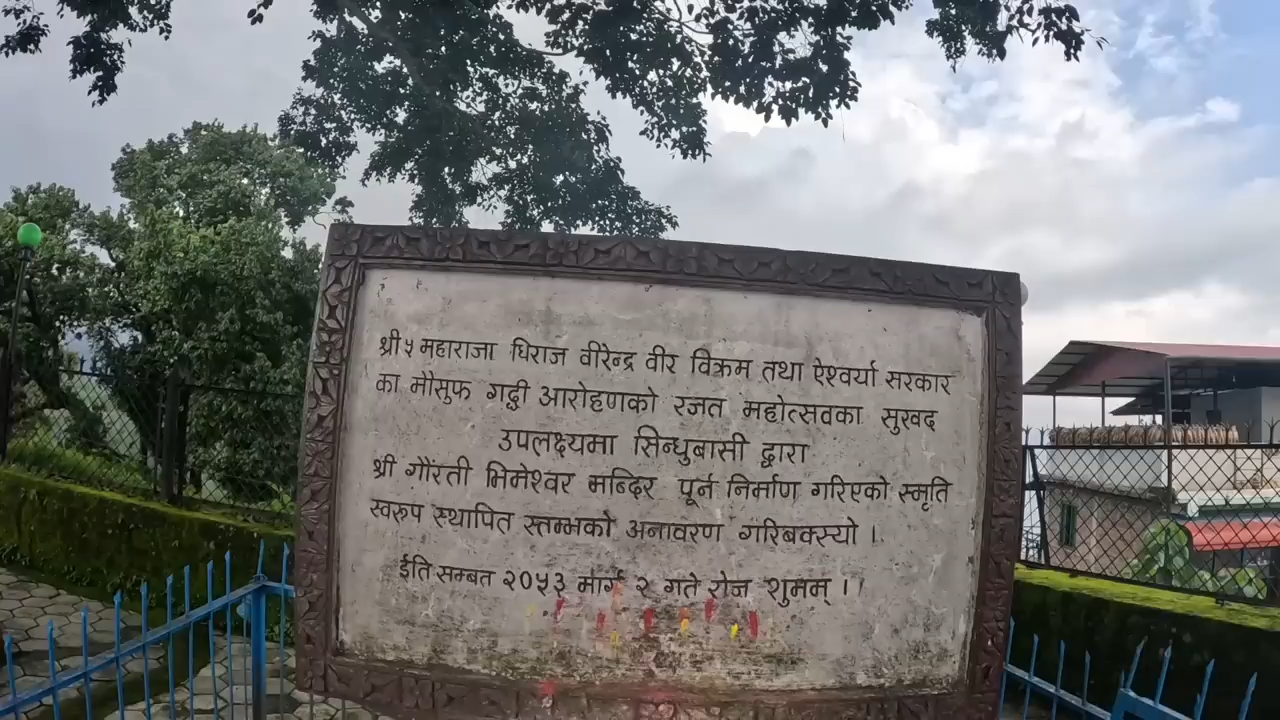 श्री ५ महाराजा धिराज वीरेन्द्र वीर विक्रम तथा ऐश्वर्या सरकार
का मौसुफ गद्दी आरोहणको रजत महोत्सवका सुखद
उपलक्ष्यमा सिन्धुबासी द्वारा
श्री गौरती भिमेश्वर मन्दिर पूर्न निर्माण गरिएको स्मृति
स्वरुप स्थापित स्तम्भको अनावरण गरिबक्स्यो ।
ईति सम्बत २०५३ मार्ग २ गते रोज शुभम् ।।